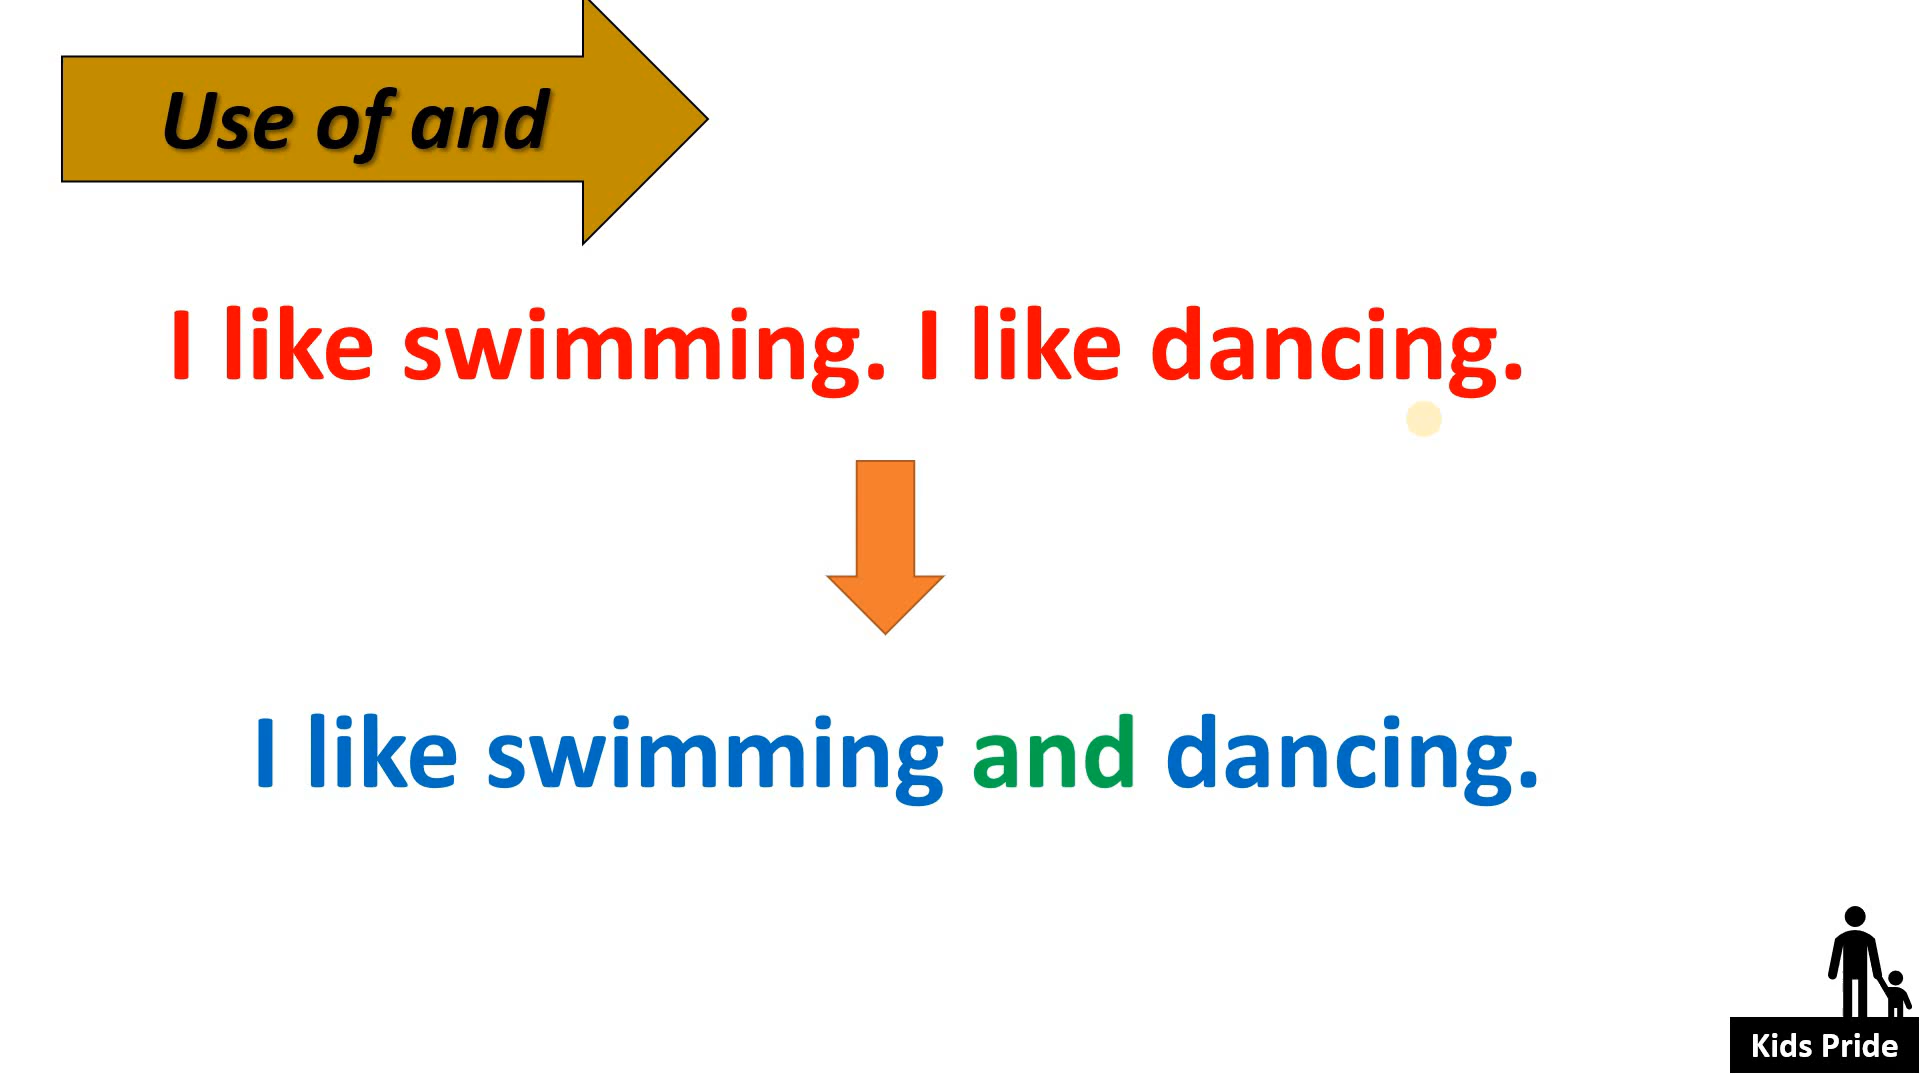 Use of and
I like swimming. I like dancing.
I like swimming and dancing.
Kids Pride